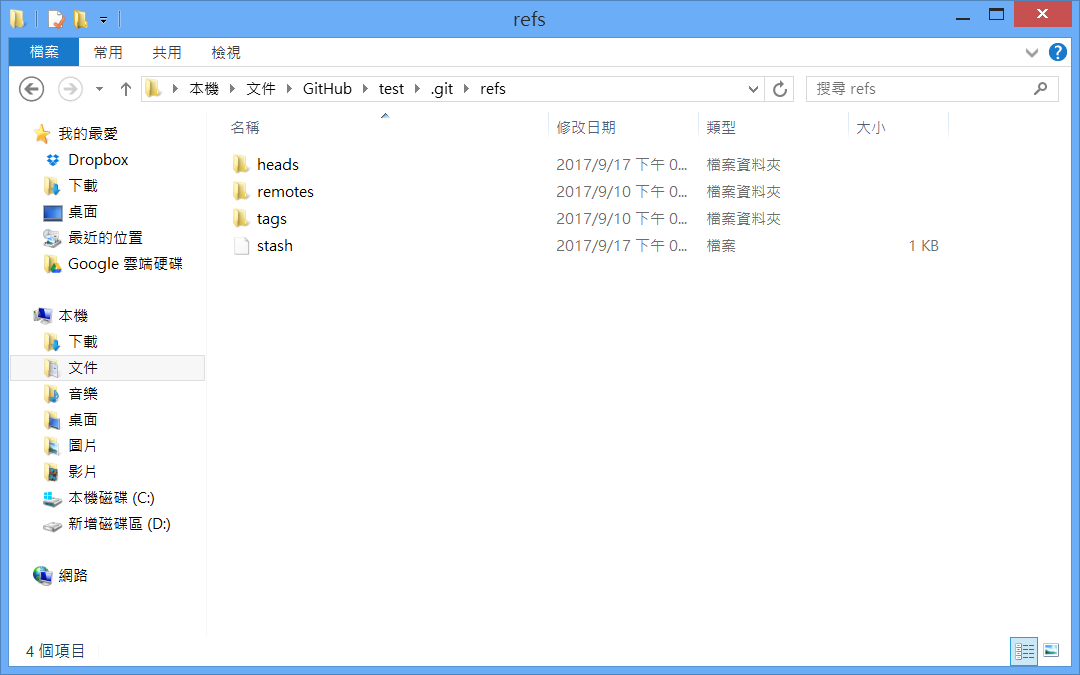 refs
檔案 常用 共用 檢視
本機 文件 GitHub test .git refs 搜尋 refs
名稱 修改日期 類型 大小
heads 2017/9/17 下午 0... 檔案資料夾
remotes 2017/9/10 下午 0... 檔案資料夾
tags 2017/9/10 下午 0... 檔案資料夾
stash 2017/9/17 下午 0... 檔案 1 KB
我的最愛
Dropbox
下載
桌面
最近的位置
Google 雲端硬碟
本機
下載
文件
音樂
桌面
圖片
影片
本機磁碟 (C:)
新增磁碟區 (D:)
網路
4 個項目